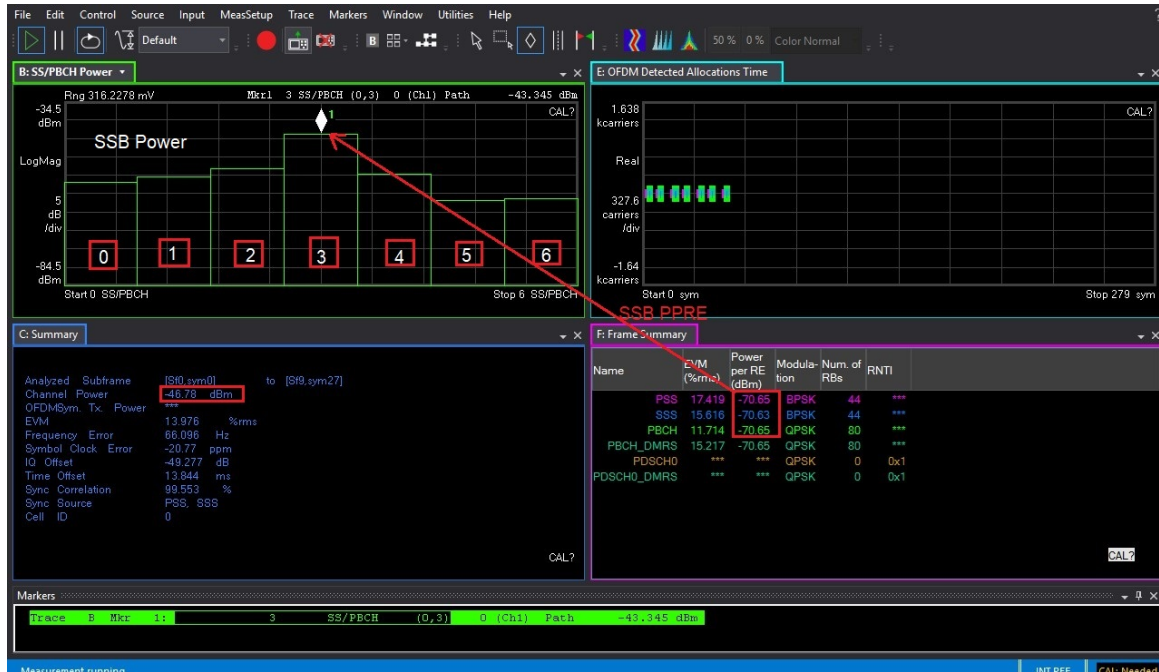 File Edit Control Source Input MeasSetup Trace Markers Window Utilities Help
Default
B
50 % 0 % Color Normal
B: SS/PBCH Power
Rng 316.2278 mV Mkr1 3 SS/PBCH (0,3) 0 (Ch1) Path -43.345 dBm
-34.5
dBm
CAL?
1
SSB Power
LogMag
5
dB
/div
0 1 2 3 4 5 6
-84.5
dBm
Start 0 SS/PBCH Stop 6 SS/PBCH
E: OFDM Detected Allocations Time
1.638
kcarriers
CAL?
Real
327.6
carriers
/div
-1.64
kcarriers
Start 0 sym Stop 279 sym
SSB PPRE
C: Summary
Analyzed Subframe [Sf0,sym0] to [Sf9,sym27]
Channel Power -46.78 dBm
OFDMSym. Tx. Power ***
EVM 13.976 %rms
Frequency Error 66.096 Hz
Symbol Clock Error -20.77 ppm
IQ Offset -49.277 dB
Time Offset 13.844 ms
Sync Correlation 99.553 %
Sync Source PSS, SSS
Cell ID 0
CAL?
F: Frame Summary
Name EVM (%rms) Power per RE (dBm) Modula-tion Num. of RBs RNTI
PSS 17.419 -70.65 BPSK 44 ***
SSS 15.616 -70.63 BPSK 44 ***
PBCH 11.714 -70.65 QPSK 80 ***
PBCH_DMRS 15.217 -70.65 QPSK 80 ***
PDSCH0 *** *** QPSK 0 0x1
PDSCH0_DMRS *** *** QPSK 0 0x1
CAL?
Markers
Trace B Mkr 1: 3 SS/PBCH (0,3) 0 (Ch1) Path -43.345 dBm
Measurement running INT REF CAL: Needed